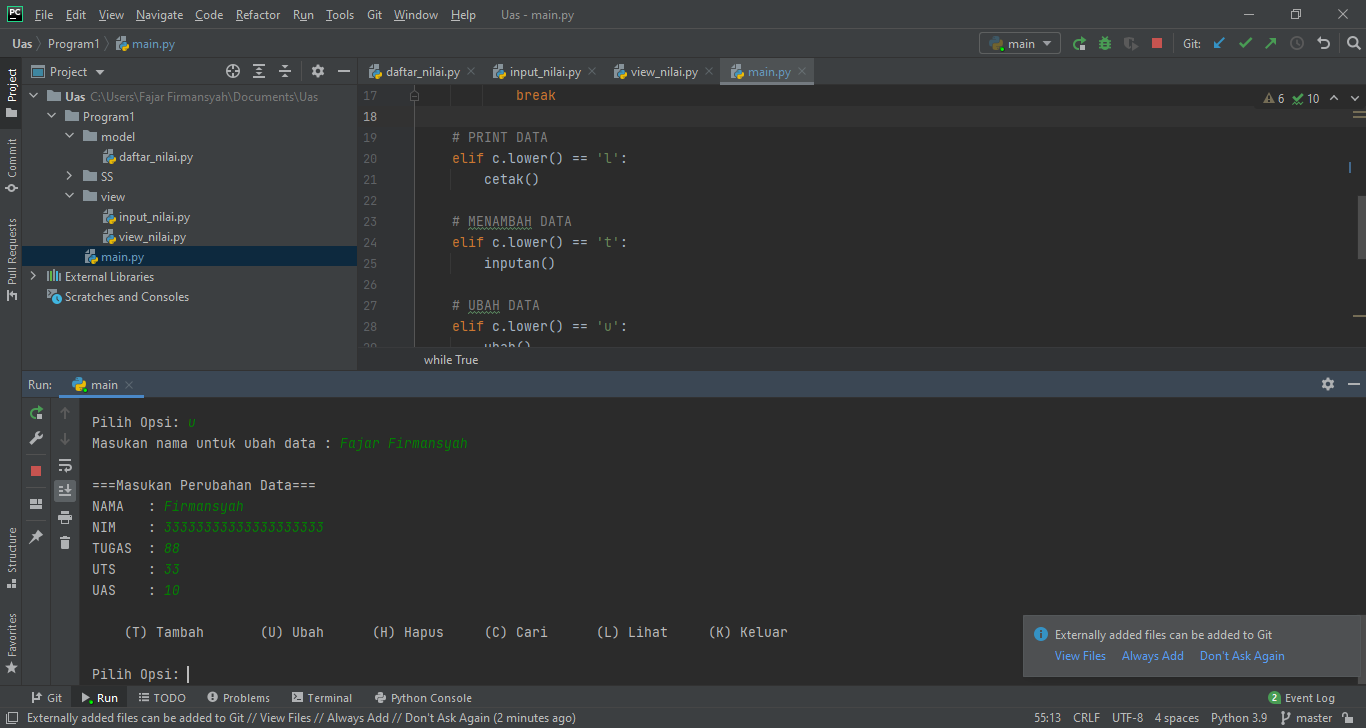 PC File Edit View Navigate Code Refactor Run Tools Git Window Help Uas - main.py
Uas Program1 main.py main Git:
Project daftar_nilai.py input_nilai.py view_nilai.py main.py
Uas C:\Users\Fajar Firmansyah\Documents\Uas
Program1
model
daftar_nilai.py
SS
view
input_nilai.py
view_nilai.py
main.py
External Libraries
Scratches and Consoles
Project
Commit
Pull Requests
Structure
Favorites
6 10
17 break
18
19 # PRINT DATA
20 elif c.lower() == 'l':
21 cetak()
22
23 # MENAMBAH DATA
24 elif c.lower() == 't':
25 inputan()
26
27 # UBAH DATA
28 elif c.lower() == 'u':
29 ubah()
while True
Run: main
Pilih Opsi: u
Masukan nama untuk ubah data : Fajar Firmansyah
===Masukan Perubahan Data===
NAMA : Firmansyah
NIM : 33333333333333333333
TUGAS : 88
UTS : 33
UAS : 10
(T) Tambah (U) Ubah (H) Hapus (C) Cari (L) Lihat (K) Keluar
Pilih Opsi:
Externally added files can be added to Git
View Files Always Add Don't Ask Again
Git Run TODO Problems Terminal Python Console 2 Event Log
Externally added files can be added to Git // View Files // Always Add // Don't Ask Again (2 minutes ago) 55:13 CRLF UTF-8 4 spaces Python 3.9 master